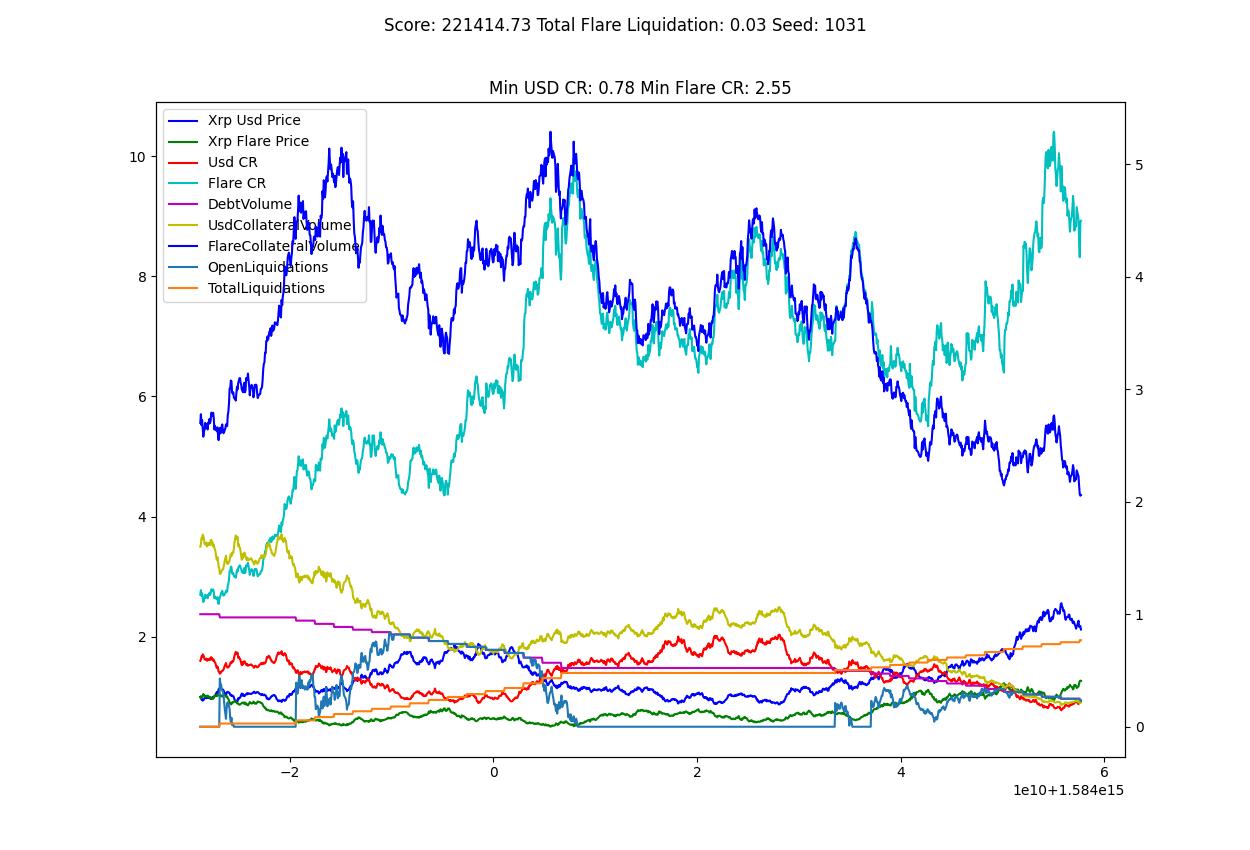 Score: 221414.73 Total Flare Liquidation: 0.03 Seed: 1031
Min USD CR: 0.78 Min Flare CR: 2.55
Xrp Usd Price
Xrp Flare Price
Usd CR
Flare CR
DebtVolume
UsdCollateralVolume
FlareCollateralVolume
OpenLiquidations
TotalLiquidations
10
8
6
4
2
5
4
3
2
1
0
−2
0
2
4
6
1e10+1.584e15